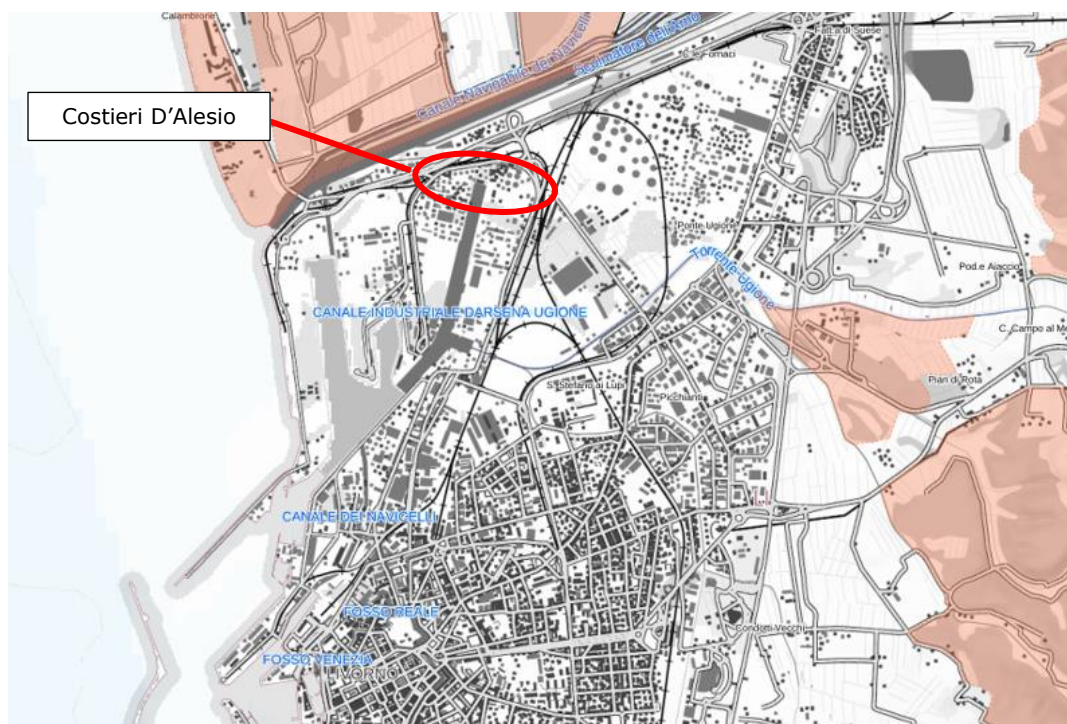 Calambrone
Fatt.a di Suese
C.le Fornaci
Scolmatore dell'Arno
Canale Navigabile dei Navicelli
Costieri D'Alesio
Ponte Ugione
Torrente Ugione
Pod.e Aiaccio
CANALE INDUSTRIALE DARSENA UGIONE
C. Campo al Me
Pian di Rota
S. Stefano ai Lupi
Picchianti
CANALE DEI NAVICELLI
FOSSO REALE
Condotti Vecchi
FOSSO VENEZIA
LIVORNO